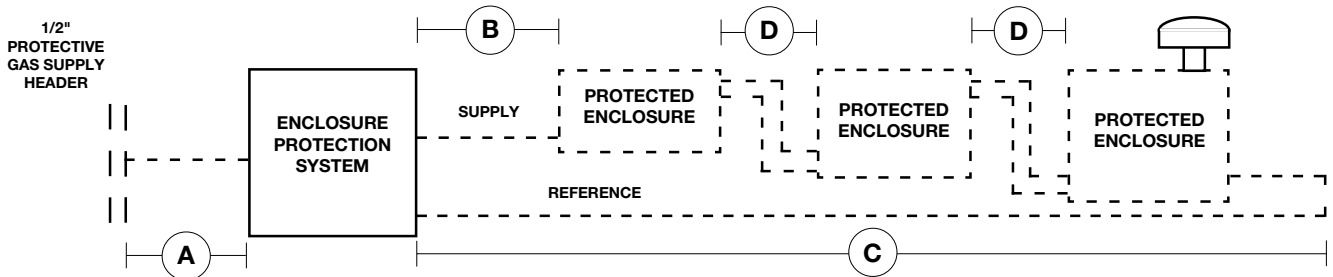 1/2"
PROTECTIVE
GAS SUPPLY
HEADER
B
D
D
ENCLOSURE
PROTECTION
SYSTEM
SUPPLY
PROTECTED
ENCLOSURE
PROTECTED
ENCLOSURE
PROTECTED
ENCLOSURE
REFERENCE
A
C